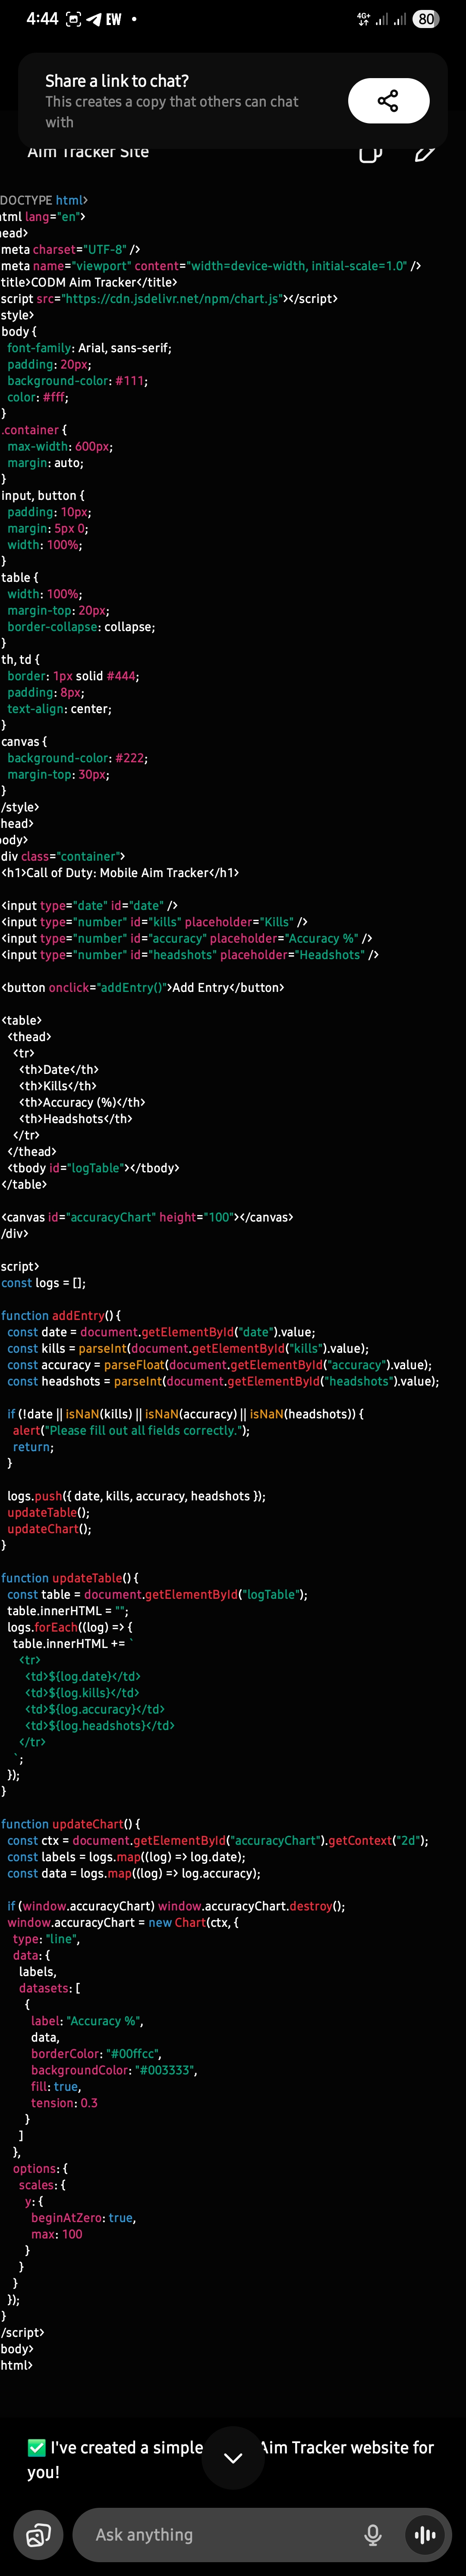 4:44 EW • 4G+ 80
Share a link to chat?
This creates a copy that others can chat
with
Aim Tracker Site
DOCTYPE html>
tml lang="en">
ead>
meta charset="UTF-8" />
meta name="viewport" content="width=device-width, initial-scale=1.0" />
title>CODM Aim Tracker</title>
script src="https://cdn.jsdelivr.net/npm/chart.js"></script>
style>
body {
font-family: Arial, sans-serif;
padding: 20px;
background-color: #111;
color: #fff;
}
.container {
max-width: 600px;
margin: auto;
}
input, button {
padding: 10px;
margin: 5px 0;
width: 100%;
}
table {
width: 100%;
margin-top: 20px;
border-collapse: collapse;
}
th, td {
border: 1px solid #444;
padding: 8px;
text-align: center;
}
canvas {
background-color: #222;
margin-top: 30px;
}
/style>
head>
ody>
div class="container">
<h1>Call of Duty: Mobile Aim Tracker</h1>
<input type="date" id="date" />
<input type="number" id="kills" placeholder="Kills" />
<input type="number" id="accuracy" placeholder="Accuracy %" />
<input type="number" id="headshots" placeholder="Headshots" />
<button onclick="addEntry()">Add Entry</button>
<table>
<thead>
<tr>
<th>Date</th>
<th>Kills</th>
<th>Accuracy (%)</th>
<th>Headshots</th>
</tr>
</thead>
<tbody id="logTable"></tbody>
</table>
<canvas id="accuracyChart" height="100"></canvas>
/div>
script>
const logs = [];
function addEntry() {
const date = document.getElementById("date").value;
const kills = parseInt(document.getElementById("kills").value);
const accuracy = parseFloat(document.getElementById("accuracy").value);
const headshots = parseInt(document.getElementById("headshots").value);
if (!date || isNaN(kills) || isNaN(accuracy) || isNaN(headshots)) {
alert("Please fill out all fields correctly.");
return;
}
logs.push({ date, kills, accuracy, headshots });
updateTable();
updateChart();
}
function updateTable() {
const table = document.getElementById("logTable");
table.innerHTML = "";
logs.forEach((log) => {
table.innerHTML += `
<tr>
<td>${log.date}</td>
<td>${log.kills}</td>
<td>${log.accuracy}</td>
<td>${log.headshots}</td>
</tr>
`;
});
}
function updateChart() {
const ctx = document.getElementById("accuracyChart").getContext("2d");
const labels = logs.map((log) => log.date);
const data = logs.map((log) => log.accuracy);
if (window.accuracyChart) window.accuracyChart.destroy();
window.accuracyChart = new Chart(ctx, {
type: "line",
data: {
labels,
datasets: [
{
label: "Accuracy %",
data,
borderColor: "#00ffcc",
backgroundColor: "#003333",
fill: true,
tension: 0.3
}
]
},
options: {
scales: {
y: {
beginAtZero: true,
max: 100
}
}
}
});
}
/script>
body>
html>
✅ I've created a simple Aim Tracker website for
you!
Ask anything